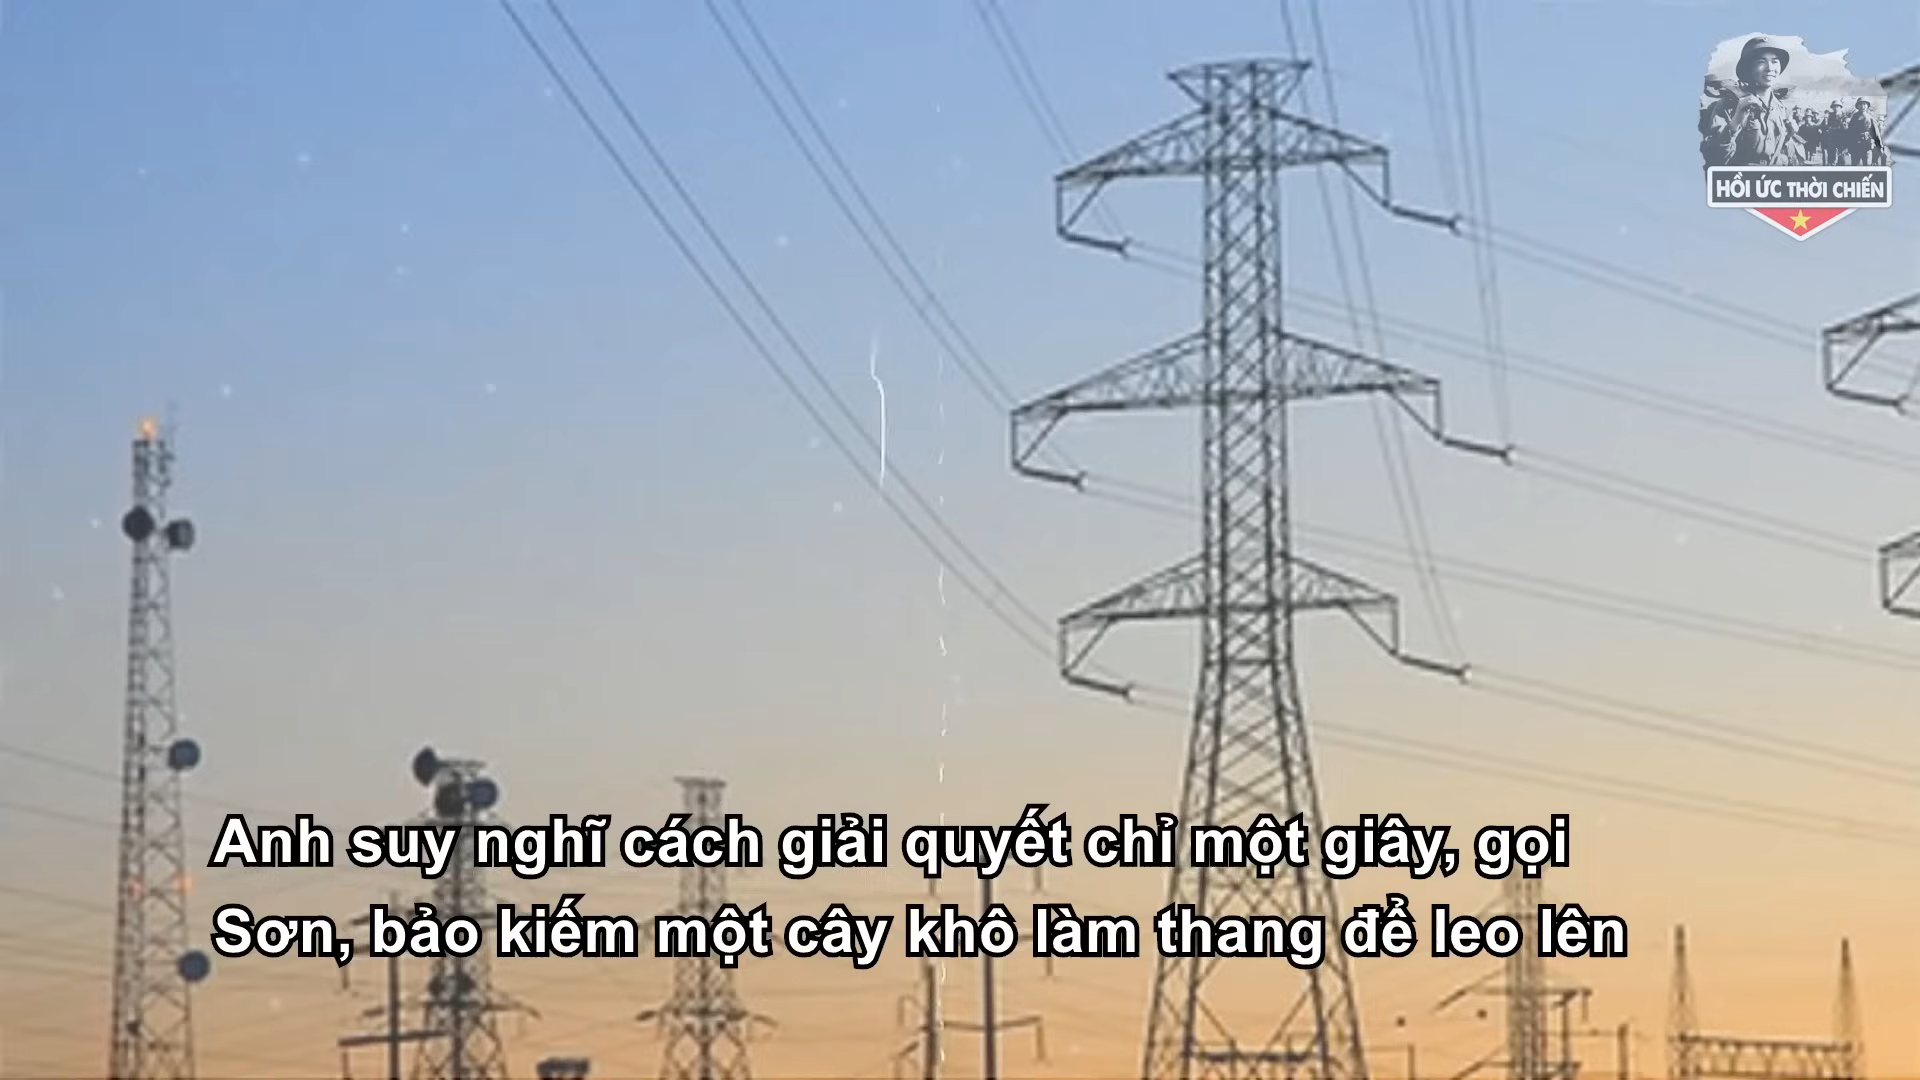 HỒI ỨC THỜI CHIẾN
Anh suy nghĩ cách giải quyết chỉ một giây, gọi
Sơn, bảo kiếm một cây khô làm thang để leo lên